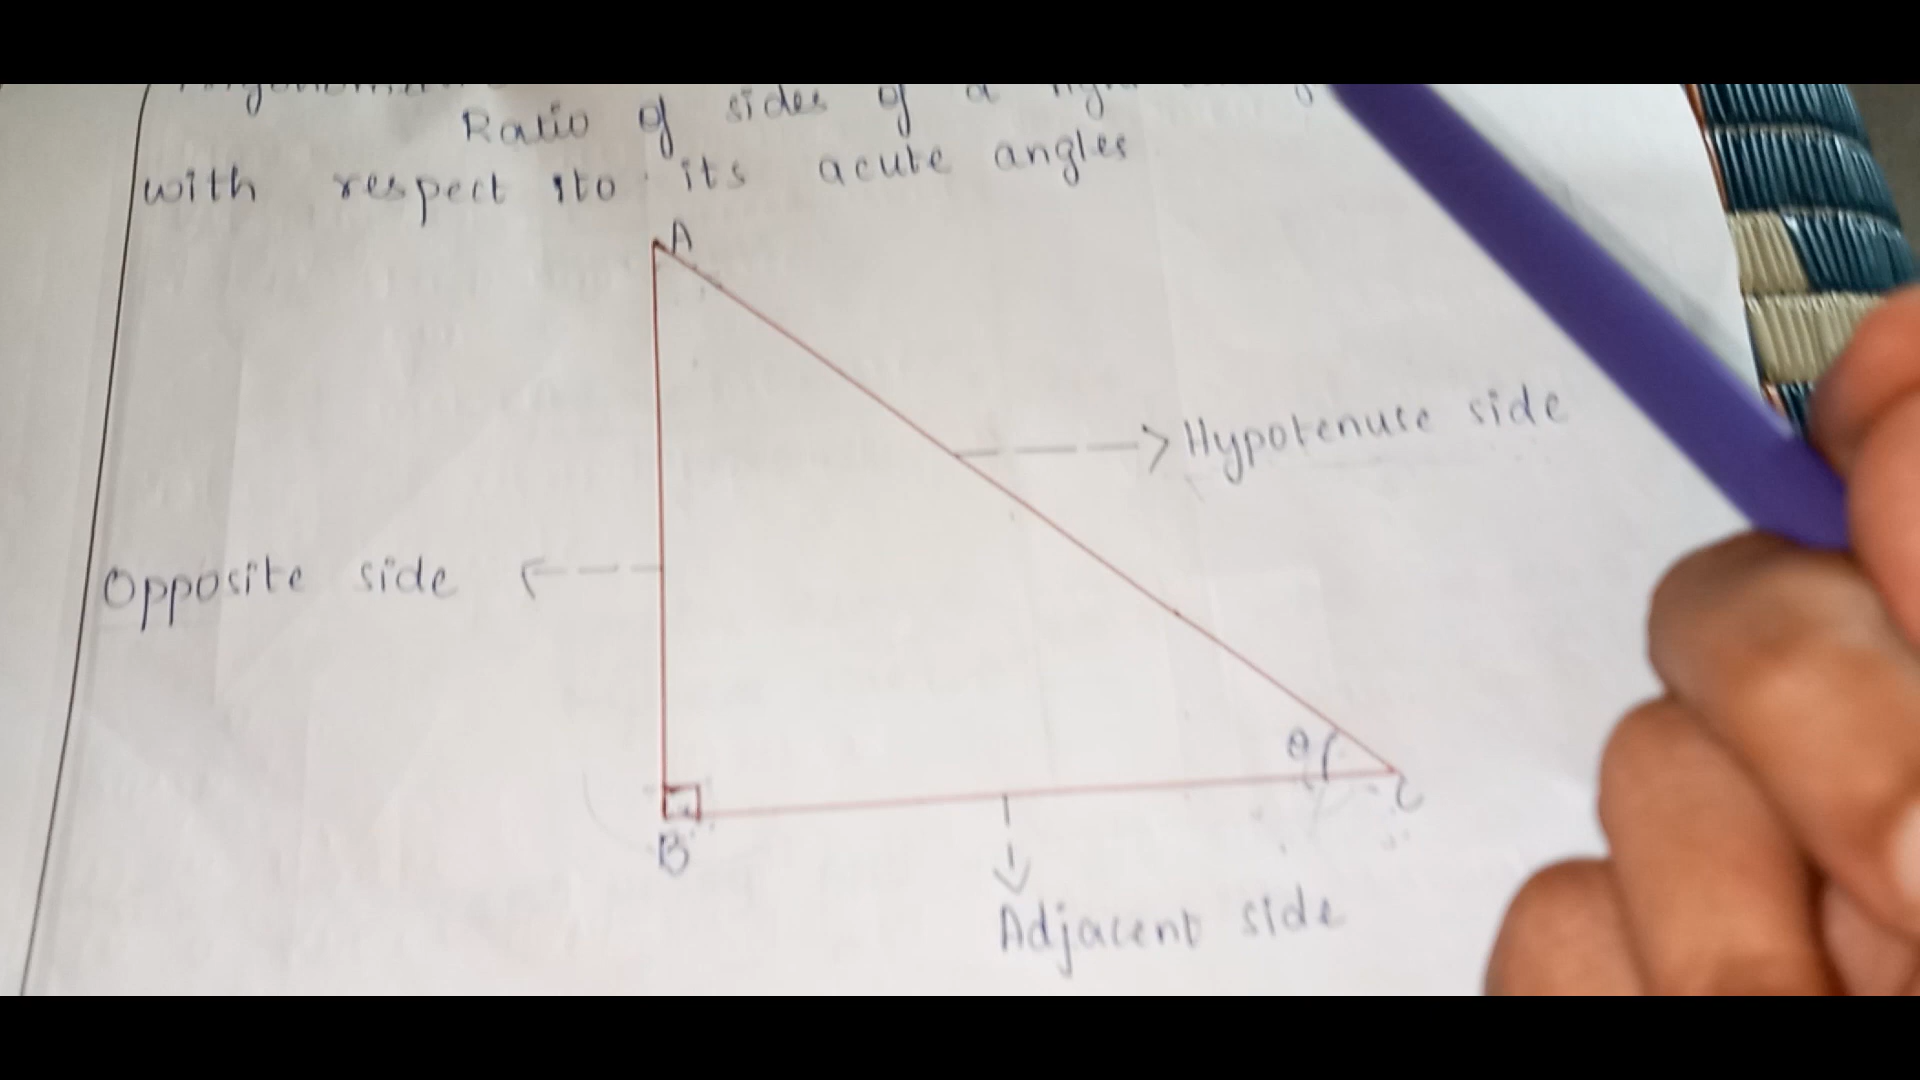 Ratio of sides of a
with respect to its acute angles
A
Hypotenuse side
Opposite side
θ
B
C
Adjacent side